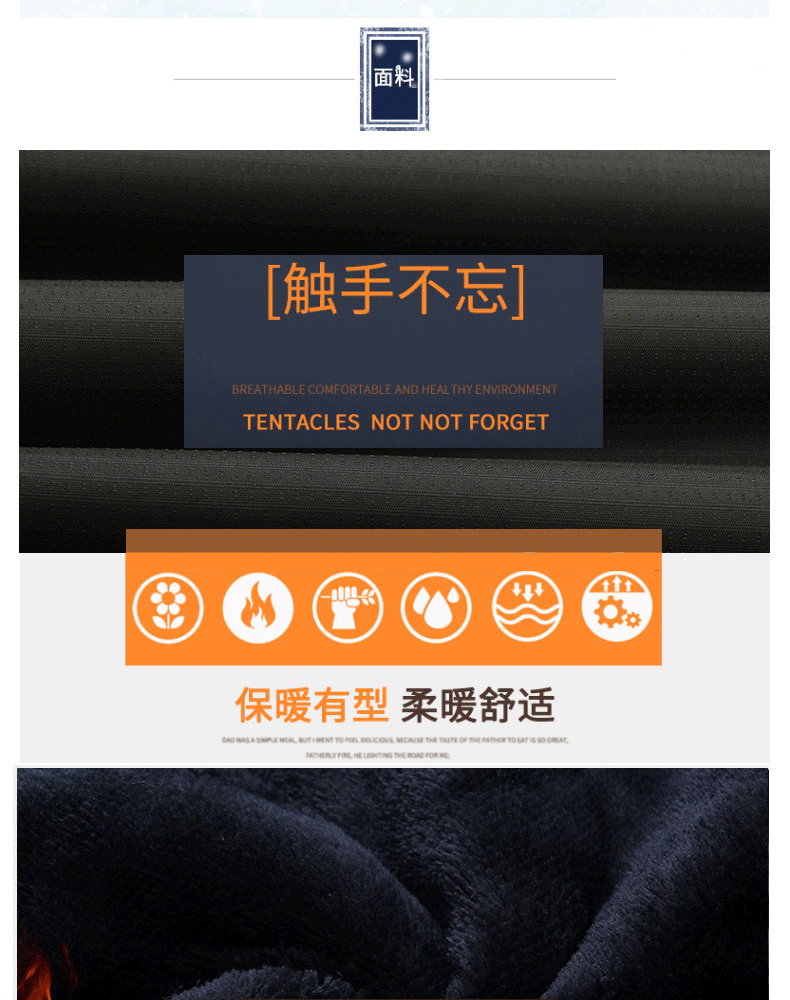 面料
[触手不忘]
BREATHABLE COMFORTABLE AND HEALTHY ENVIRONMENT
TENTACLES NOT NOT FORGET
保暖有型 柔暖舒适
DAD WAS A SIMPLE MEAL, BUT I WENT TO FEEL DELICIOUS, BECAUSE THE TASTE OF THE FATHER TO EAT IS SO GREAT,
FATHERLY FIRE, HE LIGHTING THE ROAD FOR ME;